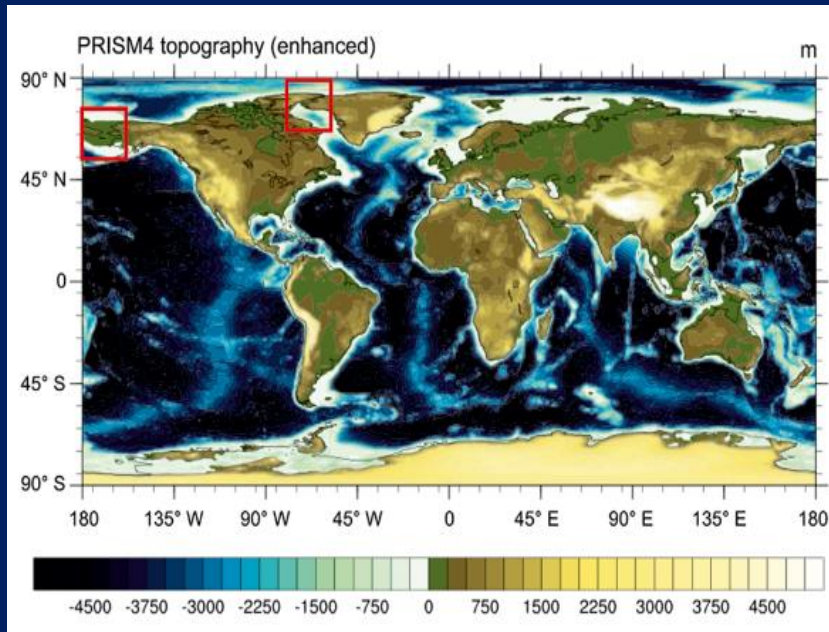 PRISM4 topography (enhanced) m
90° N
45° N
0
45° S
90° S
180 135° W 90° W 45° W 0 45° E 90° E 135° E 180
-4500 -3750 -3000 -2250 -1500 -750 0 750 1500 2250 3000 3750 4500